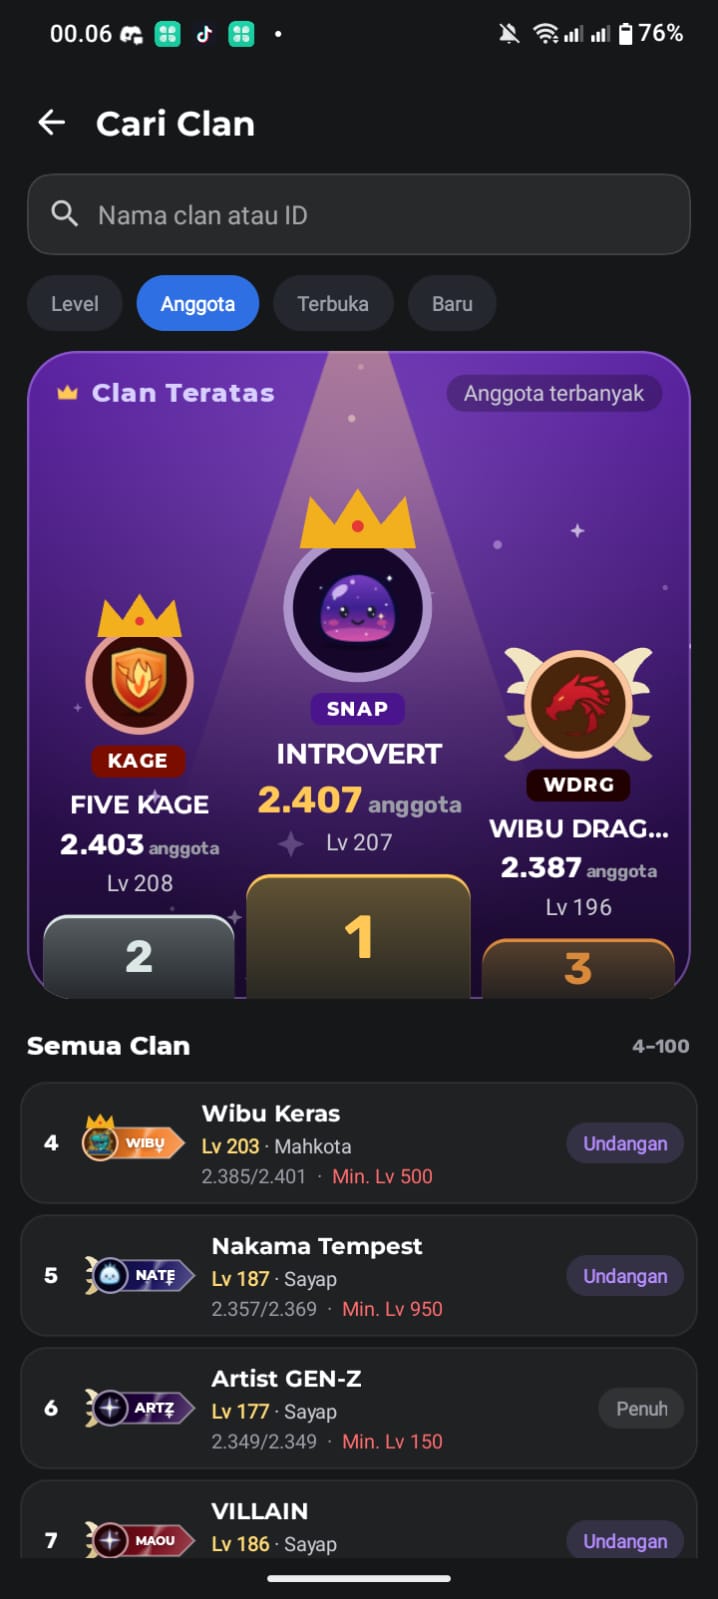 00.06
76%
Cari Clan
Nama clan atau ID
Level
Anggota
Terbuka
Baru
Clan Teratas
Anggota terbanyak
SNAP
INTROVERT
2.407 anggota
Lv 207
1
KAGE
FIVE KAGE
2.403 anggota
Lv 208
2
WDRG
WIBU DRAG...
2.387 anggota
Lv 196
3
Semua Clan
4–100
4
WIBU
Wibu Keras
Lv 203 · Mahkota
2.385/2.401 · Min. Lv 500
Undangan
5
NATE
Nakama Tempest
Lv 187 · Sayap
2.357/2.369 · Min. Lv 950
Undangan
6
ARTZ
Artist GEN-Z
Lv 177 · Sayap
2.349/2.349 · Min. Lv 150
Penuh
7
MAOU
VILLAIN
Lv 186 · Sayap
Undangan